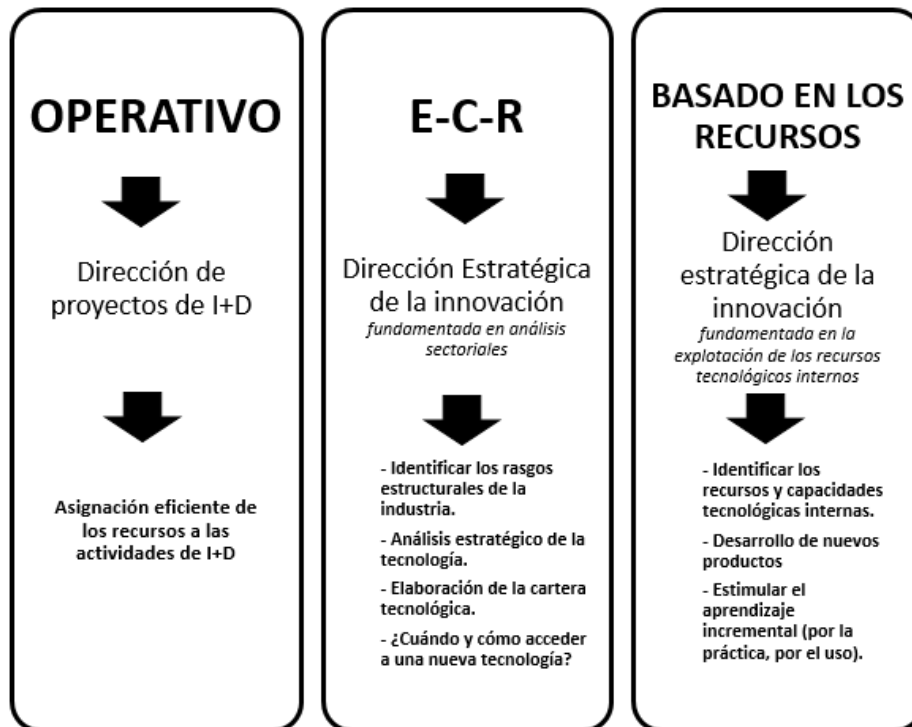 OPERATIVO
Dirección de
proyectos de I+D
Asignación eficiente de
los recursos a las
actividades de I+D
E-C-R
Dirección Estratégica
de la innovación
fundamentada en análisis
sectoriales
- Identificar los rasgos
estructurales de la
industria.
- Análisis estratégico de la
tecnología.
- Elaboración de la cartera
tecnológica.
- ¿Cuándo y cómo acceder
a una nueva tecnología?
BASADO EN LOS
RECURSOS
Dirección
estratégica de la
innovación
fundamentada en la
explotación de los recursos
tecnológicos internos
- Identificar los
recursos y capacidades
tecnológicas internas.
- Desarrollo de nuevos
productos
- Estimular el
aprendizaje
incremental (por la
práctica, por el uso).